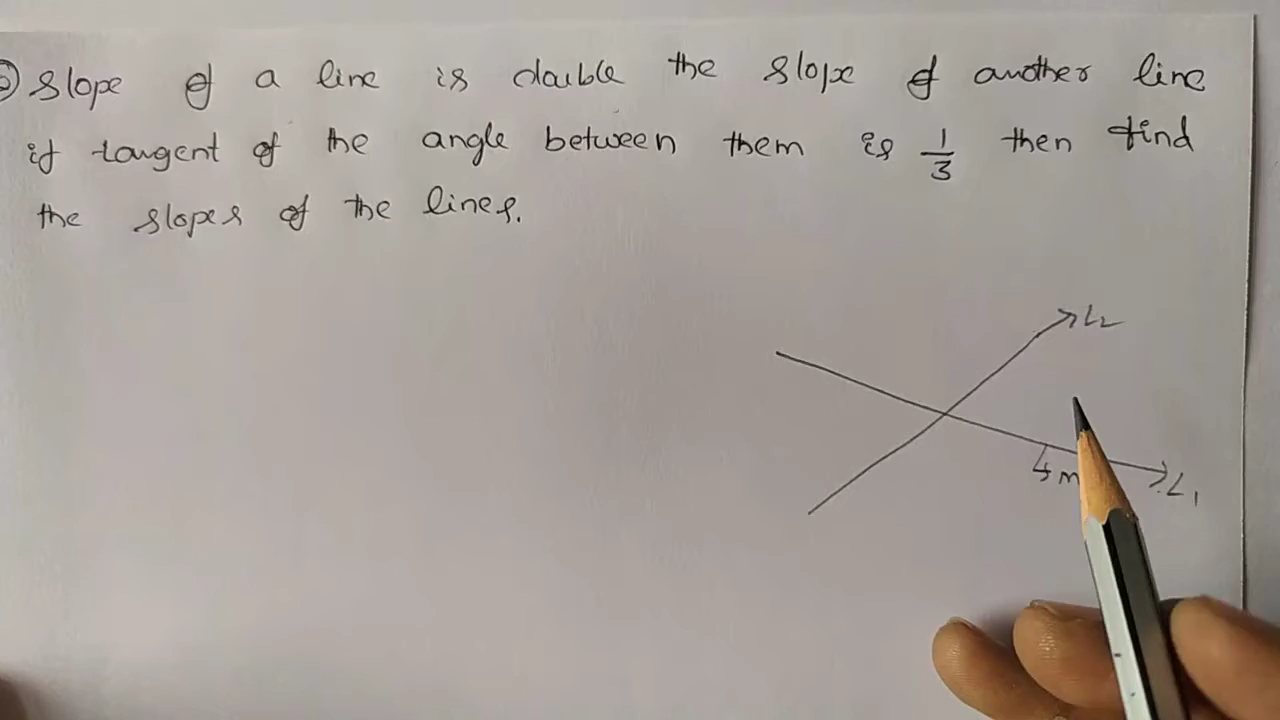 slope of a line is double the slope of another line
if tangent of the angle between them is 1/3 then find
the slopes of the lines.
L2
m
L1